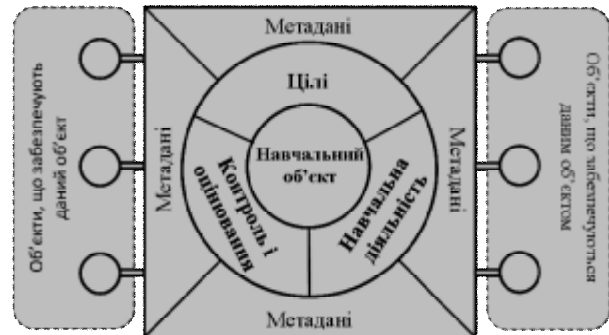 Метадані
Об'єкти, що забезпечують
даний об'єкт
Метадані
Цілі
Навчальний
об'єкт
Контроль і
оцінювання
Навчальна
діяльність
Метадані
Об'єкти, що забезпечуються
даним об'єктом
Метадані